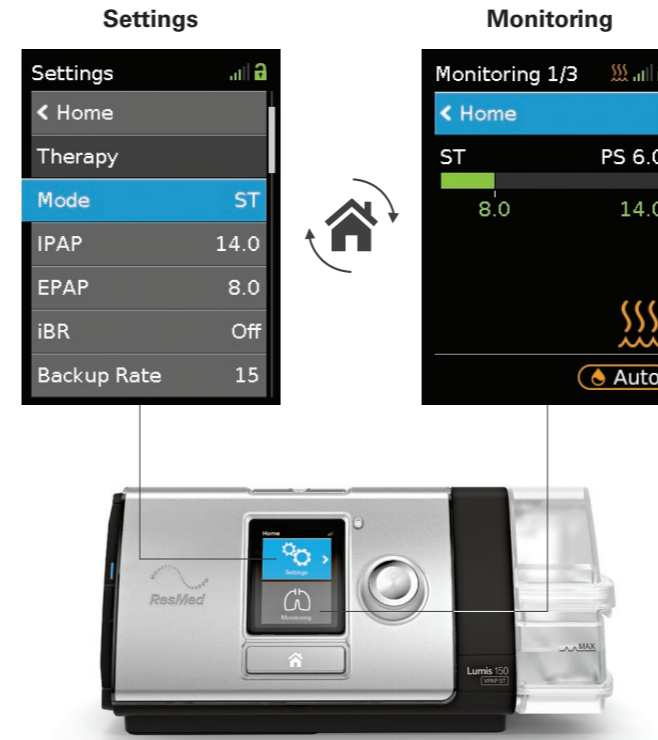 Settings
Monitoring
Settings
< Home
Therapy
Mode ST
IPAP 14.0
EPAP 8.0
iBR Off
Backup Rate 15
Monitoring 1/3
< Home
ST PS 6.0
8.0 14.0
Auto
Home
Settings
Monitoring
ResMed
MAX
Lumis 150
VPAP ST